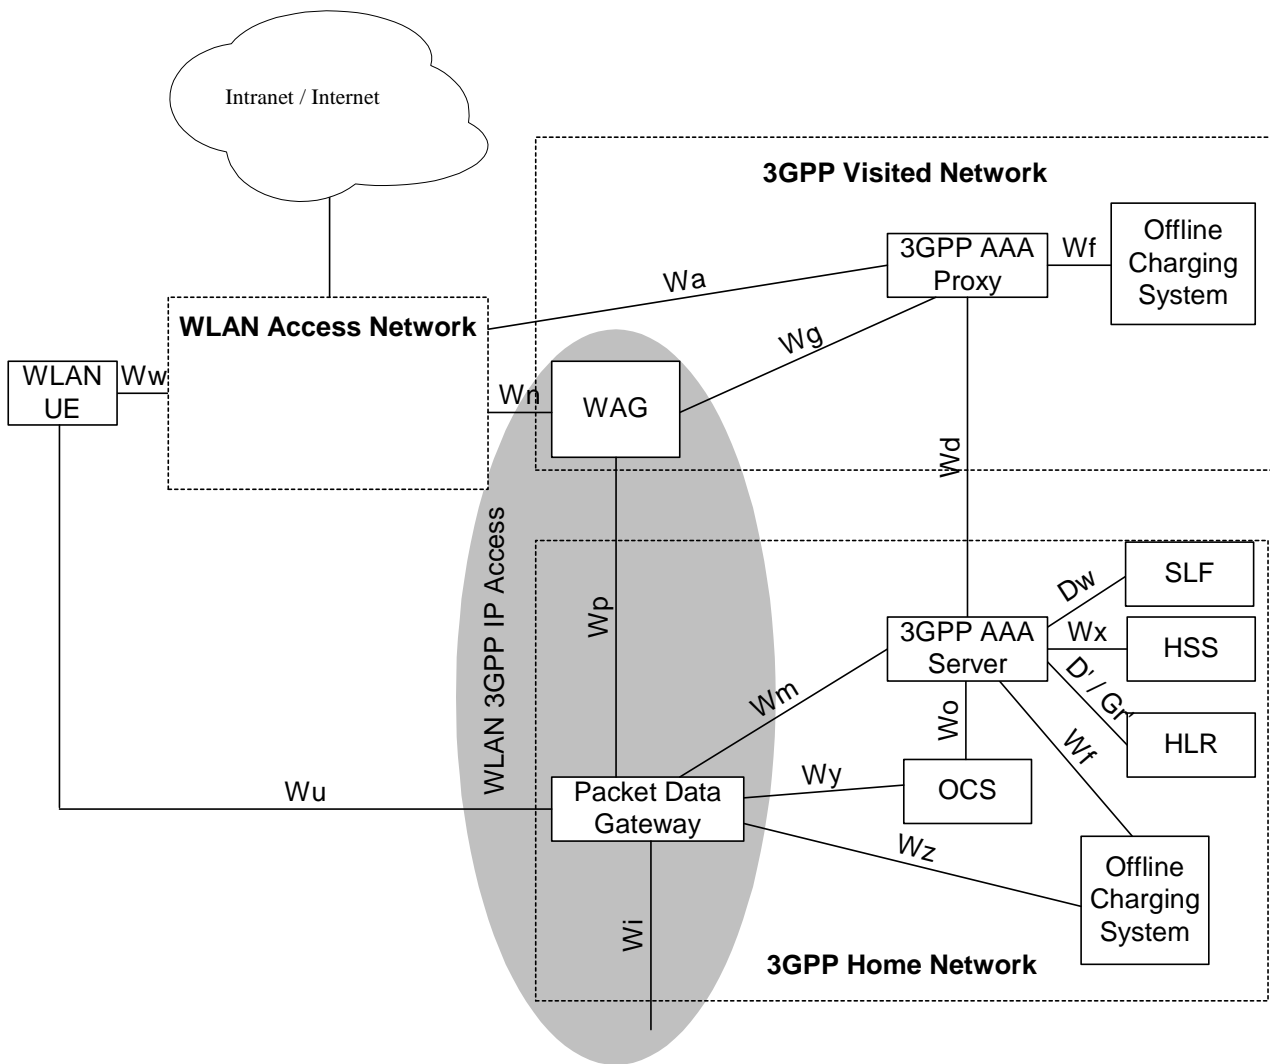 Intranet / Internet
3GPP Visited Network
3GPP AAA
Proxy
Wf
Offline
Charging
System
Wa
WLAN Access Network
Wg
WLAN
UE
Ww
Wn
WAG
Wd
WLAN 3GPP IP Access
Wp
SLF
Dw
3GPP AAA
Server
Wx
HSS
D' / Gr'
HLR
Wm
Wo
Wf
Wu
Packet Data
Gateway
Wy
OCS
Wz
Offline
Charging
System
Wi
3GPP Home Network